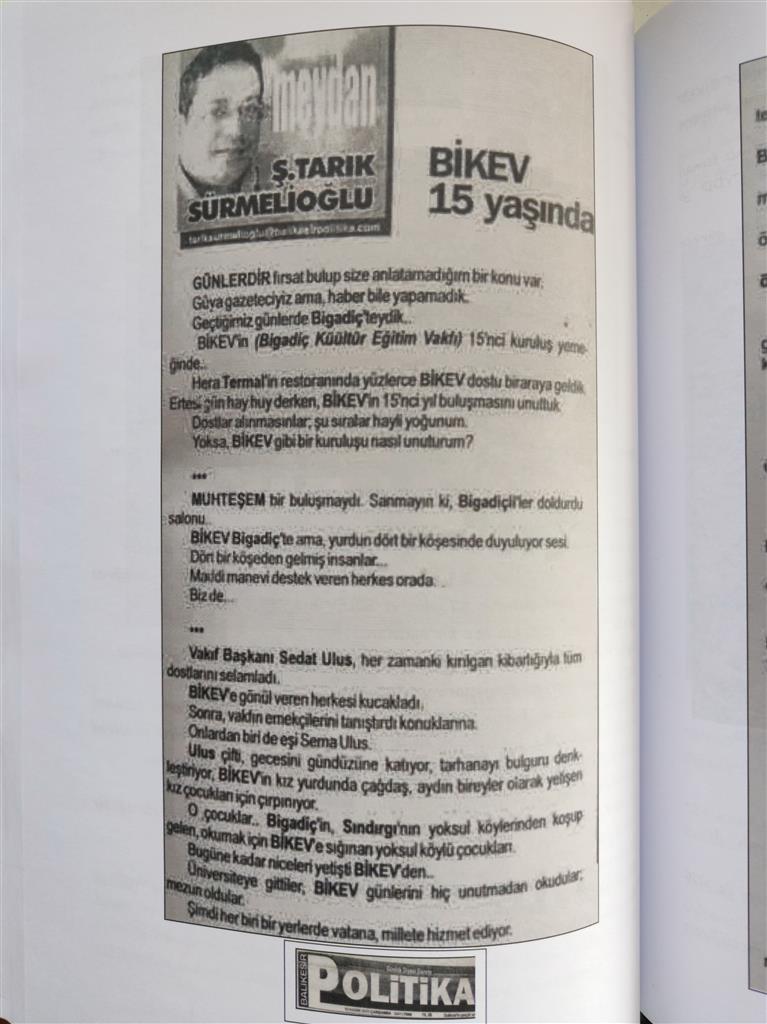 meydan
Ş.TARIK
SÜRMELİOĞLU
BİKEV
15 yaşında
GÜNLERDİR fırsat bulup size anlatamadığım bir konu var.
Gûya gazeteciyiz ama, haber bile yapamadık.
Geçtiğimiz günlerde Bigadiç'teydik..
BİKEV'in (Bigadiç Küültür Eğitim Vakfı) 15'nci kuruluş yeme-
ğinde..
Hera Termal'in restoranında yüzlerce BİKEV dostu biraraya geldik.
Ertesi gün hay huy derken, BİKEV'in 15'nci yıl buluşmasını unuttuk.
Dostlar alınmasınlar; şu sıralar hayli yoğunum.
Yoksa, BİKEV gibi bir kuruluşu nasıl unuturum?
***
MUHTEŞEM bir buluşmaydı. Sanmayın ki, Bigadiçli'ler doldurdu
salonu..
BİKEV Bigadiç'te ama, yurdun dört bir köşesinde duyuluyor sesi.
Dört bir köşeden gelmiş insanlar...
Maddi manevi destek veren herkes orada..
Biz de...
***
Vakıf Başkanı Sedat Ulus, her zamanki kırılgan kibarlığıyla tüm
dostlarını selamladı.
BİKEV'e gönül veren herkesi kucakladı.
Sonra, vakfın emekçilerini tanıştırdı konuklarına.
Onlardan biri de eşi Sema Ulus.
Ulus çifti, gecesini gündüzüne katıyor, tarhanayı bulguru denk-
leştiriyor, BİKEV'in kız yurdunda çağdaş, aydın bireyler olarak yetişen
kız çocukları için çırpınıyor.
O çocuklar.. Bigadiç'in, Sındırgı'nın yoksul köylerinden koşup
gelen, okumak için BİKEV'e sığınan yoksul köylü çocukları.
Bugüne kadar niceleri yetişti BİKEV'den..
Üniversiteye gittiler, BİKEV günlerini hiç unutmadan okudular;
mezun oldular.
Şimdi her biri bir yerlerde vatana, millete hizmet ediyor.
BALIKESİR
POLİTİKA